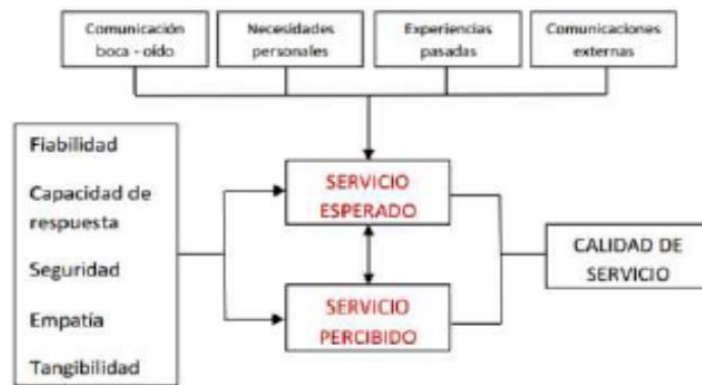 Comunicación
boca - oído
Necesidades
personales
Experiencias
pasadas
Comunicaciones
externas
Fiabilidad
Capacidad de
respuesta
Seguridad
Empatía
Tangibilidad
SERVICIO
ESPERADO
SERVICIO
PERCIBIDO
CALIDAD DE
SERVICIO